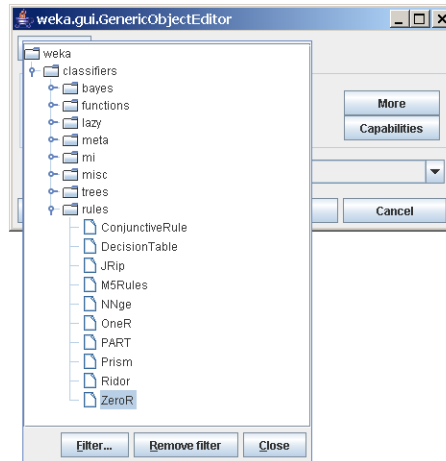 weka.gui.GenericObjectEditor
weka
classifiers
bayes
functions
lazy
meta
mi
misc
trees
rules
ConjunctiveRule
DecisionTable
JRip
M5Rules
NNge
OneR
PART
Prism
Ridor
ZeroR
More
Capabilities
Cancel
Filter... Remove filter Close